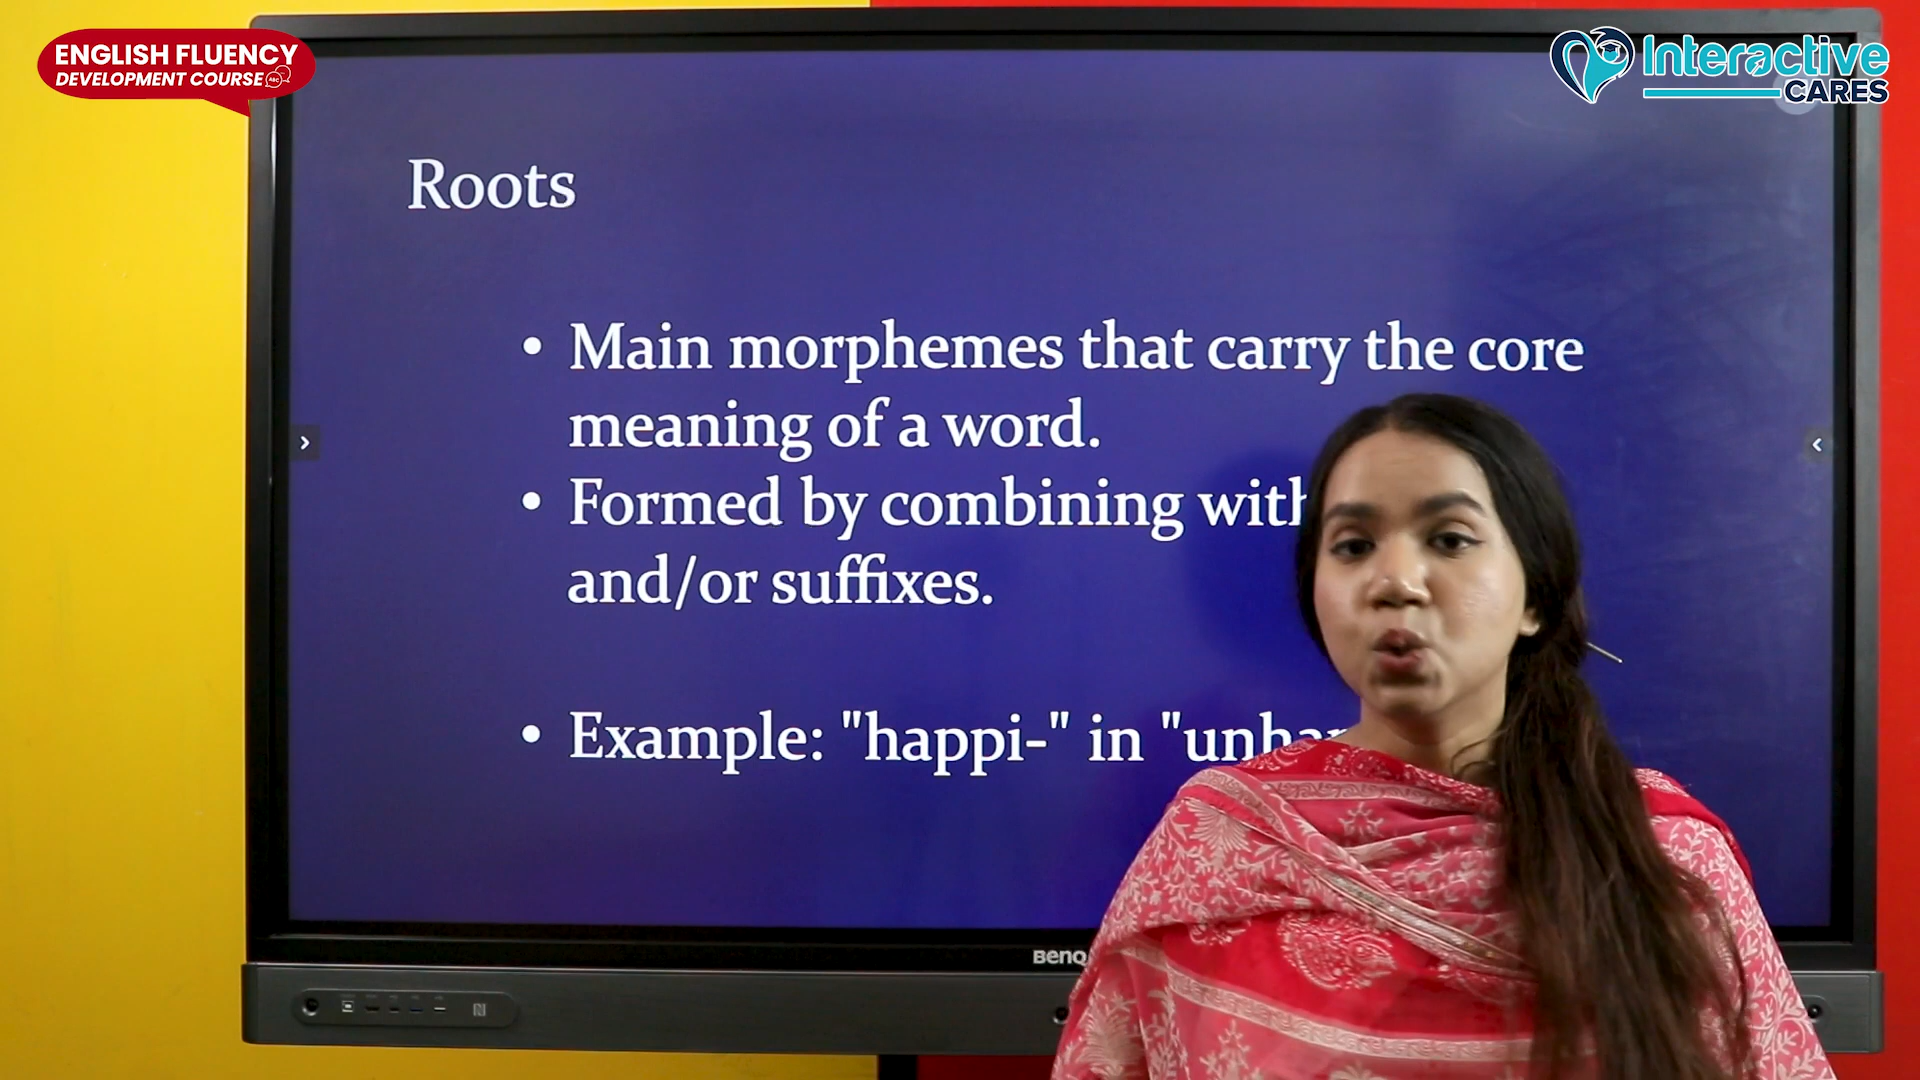 ENGLISH FLUENCY
DEVELOPMENT COURSE
Interactive
CARES
Roots
• Main morphemes that carry the core
meaning of a word.
• Formed by combining with
and/or suffixes.
• Example: "happi-" in
BenQ